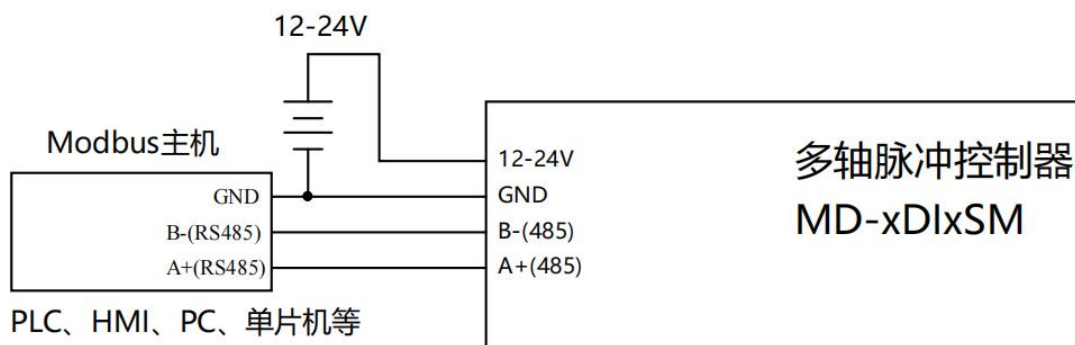 12-24V
Modbus主机
GND
B-(RS485)
A+(RS485)
PLC、HMI、PC、单片机等
12-24V
GND
B-(485)
A+(485)
多轴脉冲控制器
MD-xDIxSM